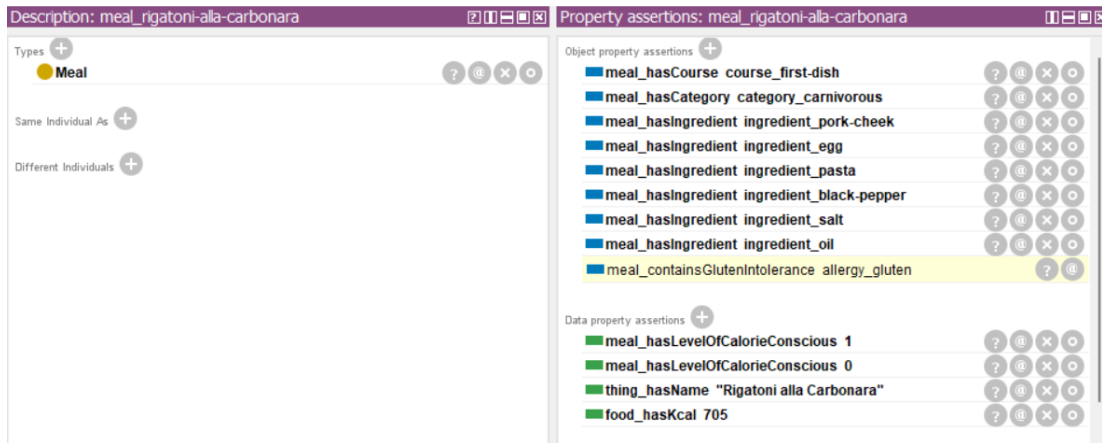 Description: meal_rigatoni-alla-carbonara
Types
Meal
Same Individual As
Different Individuals
Property assertions: meal_rigatoni-alla-carbonara
Object property assertions
meal_hasCourse course_first-dish
meal_hasCategory category_carnivorous
meal_hasIngredient ingredient_pork-cheek
meal_hasIngredient ingredient_egg
meal_hasIngredient ingredient_pasta
meal_hasIngredient ingredient_black-pepper
meal_hasIngredient ingredient_salt
meal_hasIngredient ingredient_oil
meal_containsGlutenIntolerance allergy_gluten
Data property assertions
meal_hasLevelOfCalorieConscious 1
meal_hasLevelOfCalorieConscious 0
thing_hasName "Rigatoni alla Carbonara"
food_hasKcal 705